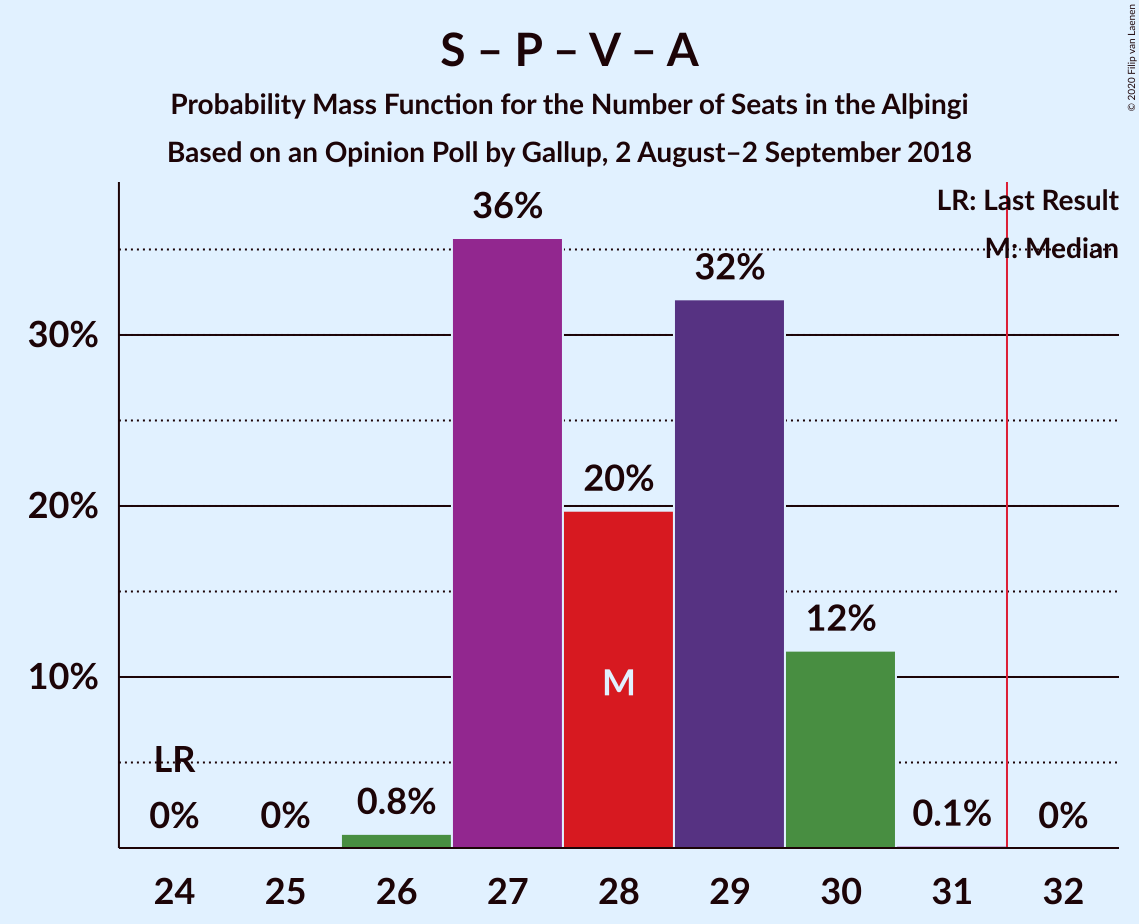 S – P – V – A
Probability Mass Function for the Number of Seats in the Alþingi
Based on an Opinion Poll by Gallup, 2 August–2 September 2018
© 2020 Filip van Laenen
LR: Last Result
M: Median
36%
32%
30%
20%
20%
12%
M
10%
LR
0%
0%
0.8%
0.1%
0%
24 25 26 27 28 29 30 31 32